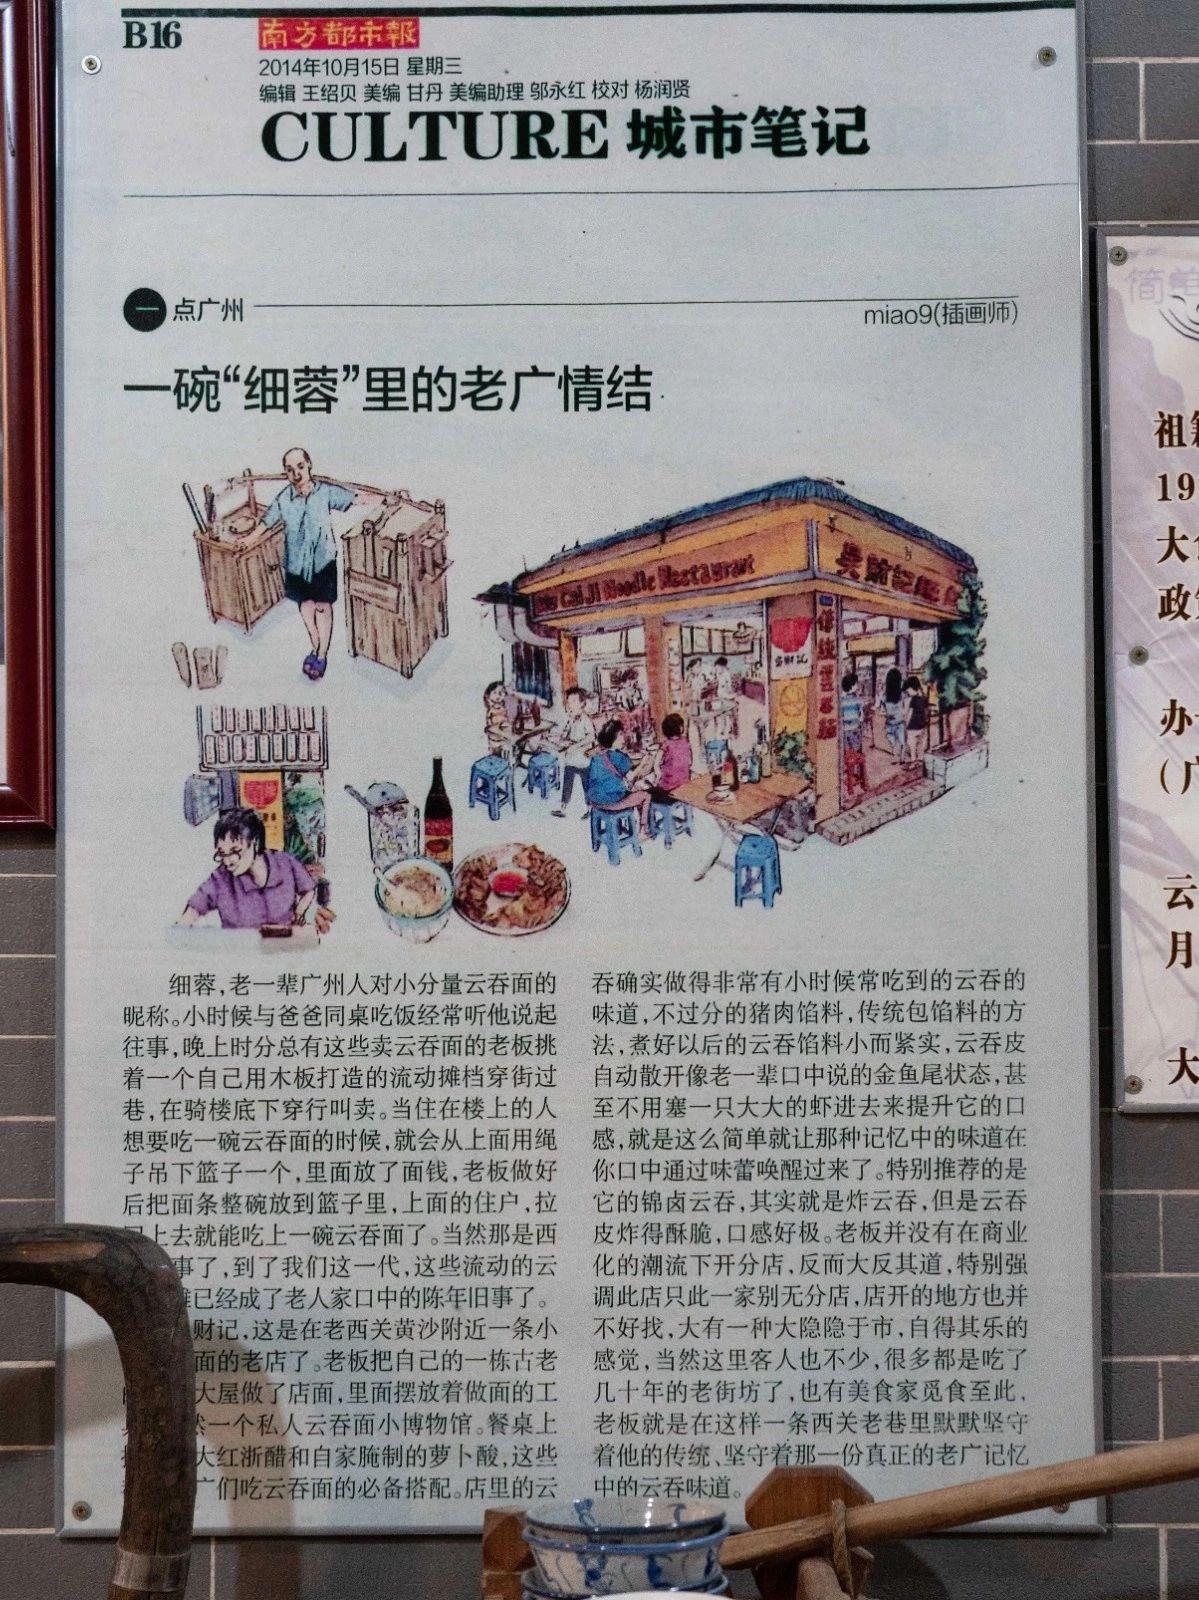 B16
南方都市報
2014年10月15日 星期三
编辑 王绍贝 美编 甘丹 美编助理 邬永红 校对 杨润贤
CULTURE 城市笔记
一点广州
miao9(插画师)
一碗“细蓉”里的老广情结
Cai Ji Noodle Restaurant
财记面
细蓉，老一辈广州人对小分量云吞面的
昵称。小时候与爸爸同桌吃饭经常听他说起
往事，晚上时分总有这些卖云吞面的老板挑
着一个自己用木板打造的流动摊档穿街过
巷，在骑楼底下穿行叫卖。当住在楼上的人
想要吃一碗云吞面的时候，就会从上面用绳
子吊下篮子一个，里面放了面钱，老板做好
后把面条整碗放到篮子里，上面的住户，拉
上去就能吃上一碗云吞面了。当然那是西
事了，到了我们这一代，这些流动的云
摊已经成了老人家口中的陈年旧事了。
财记，这是在老西关黄沙附近一条小
面的老店了。老板把自己的一栋古老
大屋做了店面，里面摆放着做面的工
然一个私人云吞面小博物馆。餐桌上
大红浙醋和自家腌制的萝卜酸，这些
广们吃云吞面的必备搭配。店里的云
吞确实做得非常有小时候常吃到的云吞的
味道，不过分的猪肉馅料，传统包馅料的方
法，煮好以后的云吞馅料小而紧实，云吞皮
自动散开像老一辈口中说的金鱼尾状态，甚
至不用塞一只大大的虾进去来提升它的口
感，就是这么简单就让那种记忆中的味道在
你口中通过味蕾唤醒过来了。特别推荐的是
它的锦卤云吞，其实就是炸云吞，但是云吞
皮炸得酥脆，口感好极。老板并没有在商业
化的潮流下开分店，反而大反其道，特别强
调此店只此一家别无分店，店开的地方也并
不好找，大有一种大隐隐于市，自得其乐的
感觉，当然这里客人也不少，很多都是吃了
几十年的老街坊了，也有美食家觅食至此，
老板就是在这样一条西关老巷里默默坚守
着他的传统、坚守着那一份真正的老广记忆
中的云吞味道。
简单
祖籍
19
大
政
办
（广
云
月
大